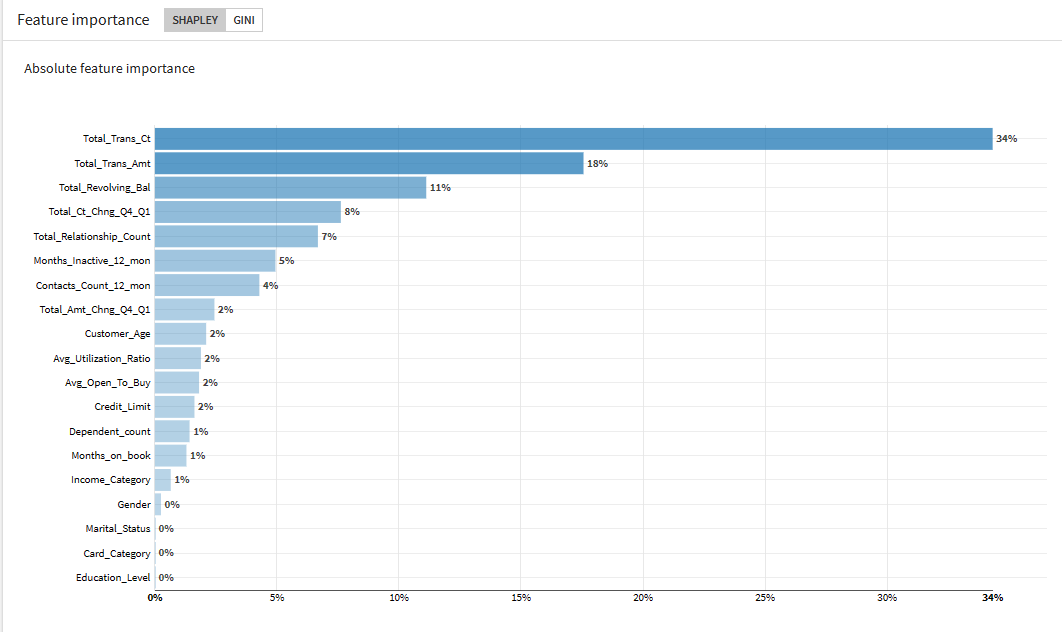 Feature importance SHAPLEY GINI
Absolute feature importance
Total_Trans_Ct 34%
Total_Trans_Amt 18%
Total_Revolving_Bal 11%
Total_Ct_Chng_Q4_Q1 8%
Total_Relationship_Count 7%
Months_Inactive_12_mon 5%
Contacts_Count_12_mon 4%
Total_Amt_Chng_Q4_Q1 2%
Customer_Age 2%
Avg_Utilization_Ratio 2%
Avg_Open_To_Buy 2%
Credit_Limit 2%
Dependent_count 1%
Months_on_book 1%
Income_Category 1%
Gender 0%
Marital_Status 0%
Card_Category 0%
Education_Level 0%
0% 5% 10% 15% 20% 25% 30% 34%